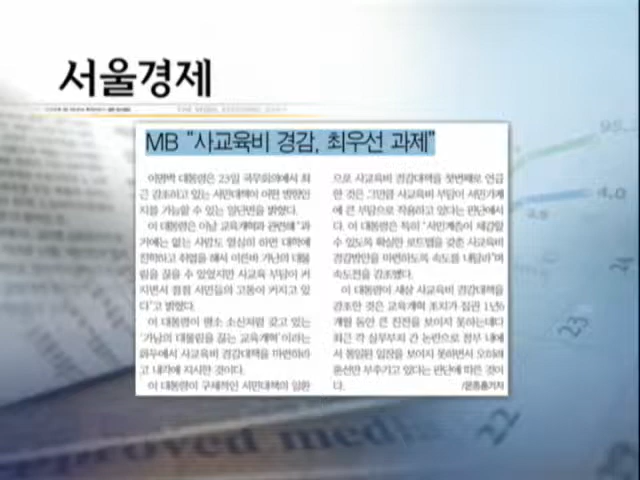 서울경제
MB “사교육비 경감, 최우선 과제”
이명박 대통령은 23일 국무회의에서 최
근 강조하고 있는 서민대책이 어떤 방향인
지를 가늠할 수 있는 일단면을 밝혔다.
이 대통령은 이날 교육개혁과 관련해 “과
거에는 없는 사람도 열심히 하면 대학에
진학하고 취업을 해서 이른바 가난의 대물
림을 끊을 수 있었지만 사교육 부담이 커
지면서 점점 서민들의 고통이 커지고 있
다”고 밝혔다.
이 대통령이 평소 소신처럼 갖고 있는
‘가난의 대물림을 끊는 교육개혁’이라는
화두에서 사교육비 경감대책을 마련하라
고 내각에 지시한 것이다.
이 대통령이 구체적인 서민대책의 일환
으로 사교육비 경감대책을 첫번째로 언급
한 것은 그만큼 사교육비 부담이 서민가계
에 큰 부담으로 작용하고 있다는 판단에서
다. 이 대통령은 특히 “서민계층이 체감할
수 있도록 확실한 로드맵을 갖춘 사교육비
경감방안을 마련하도록 속도를 내달라”며
속도전을 강조했다.
이 대통령이 새삼 사교육비 경감대책을
강조한 것은 교육개혁 조치가 집권 1년6
개월 동안 큰 진전을 보이지 못하는데다
최근 각 실무부처 간 논란으로 정부 내에
서 통일된 입장을 보이지 못하면서 오히려
혼선만 부추기고 있다는 판단에 따른 것이
다.
approved med
4.0
23
22